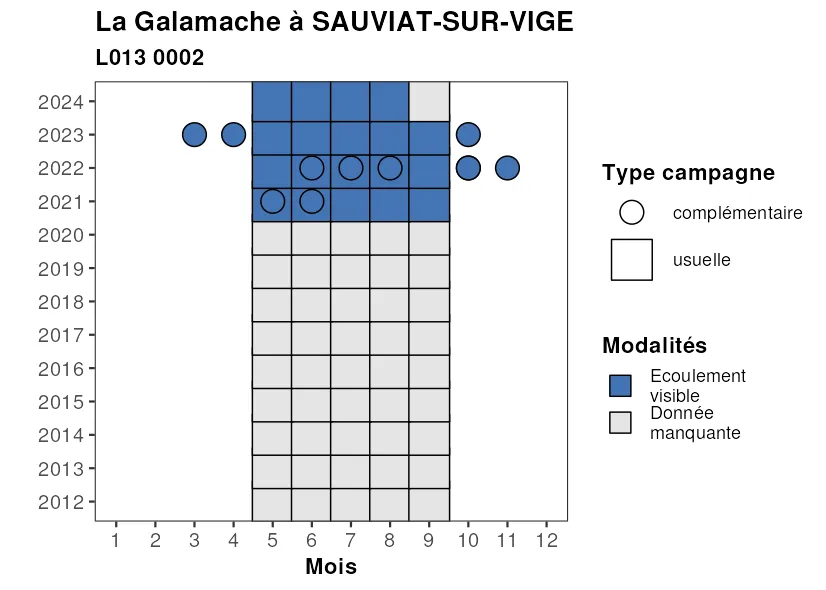 La Galamache à SAUVIAT-SUR-VIGE
L013 0002
2024
2023
2022
2021
2020
2019
2018
2017
2016
2015
2014
2013
2012
1 2 3 4 5 6 7 8 9 10 11 12
Mois
Type campagne
complémentaire
usuelle
Modalités
Ecoulement
visible
Donnée
manquante